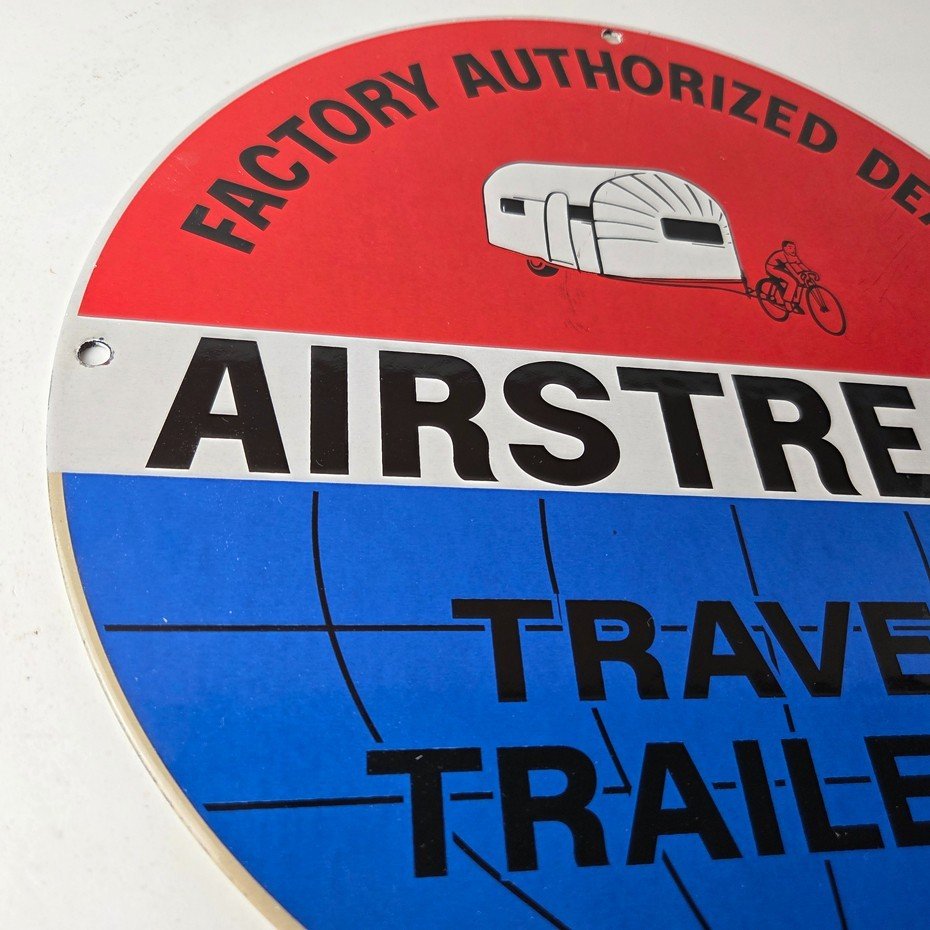 FACTORY AUTHORIZED DEA
AIRSTRE
TRAVE
TRAILE